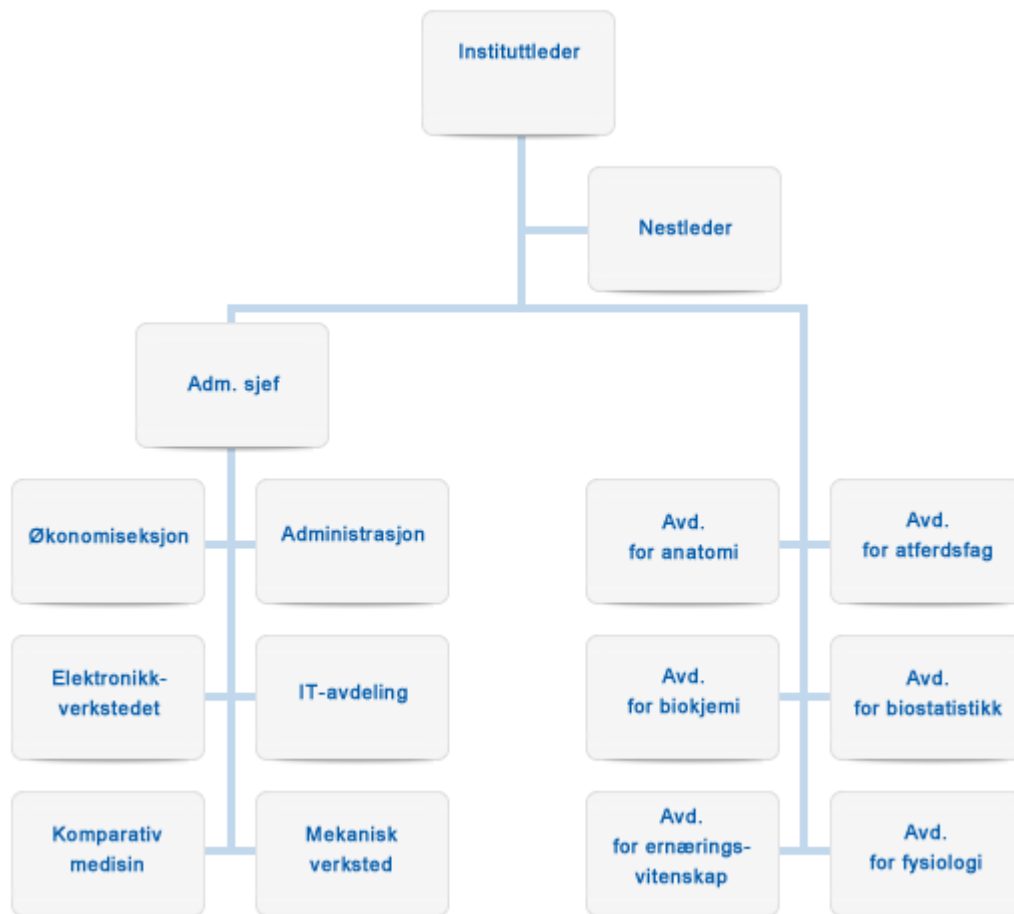 Instituttleder
Nestleder
Adm. sjef
Økonomiseksjon
Administrasjon
Avd.
for anatomi
Avd.
for atferdsfag
Elektronikk-
verkstedet
IT-avdeling
Avd.
for biokjemi
Avd.
for biostatistikk
Komparativ
medisin
Mekanisk
verksted
Avd.
for ernærings-
vitenskap
Avd.
for fysiologi